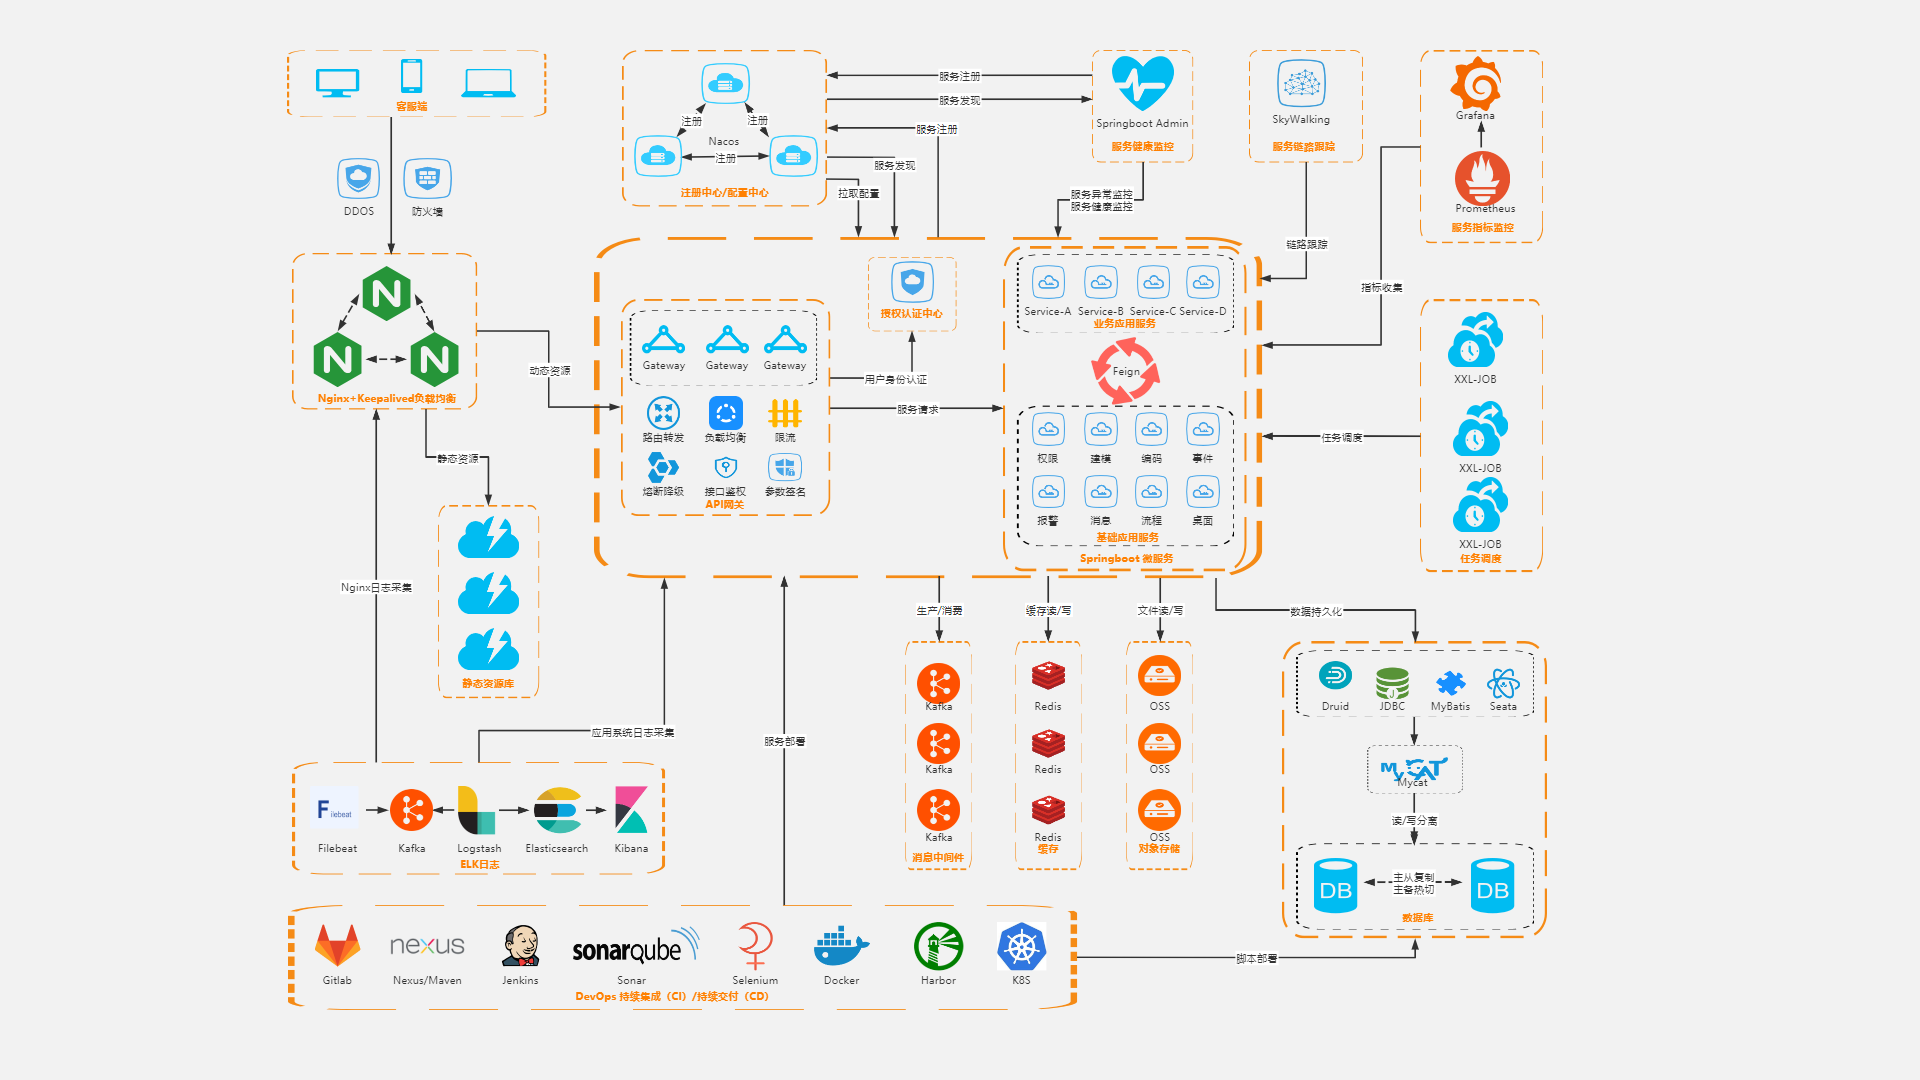 客服端
DDOS
防火墙
Nginx+Keepalived负载均衡
动态资源
静态资源
静态资源库
Nginx日志采集
注册
注册
Nacos
注册
注册中心/配置中心
服务注册
服务发现
服务注册
服务发现
拉取配置
Springboot Admin
服务健康监控
服务异常监控
服务健康监控
SkyWalking
服务链路跟踪
链路跟踪
Grafana
Prometheus
服务指标监控
指标收集
授权认证中心
用户身份认证
服务请求
Gateway
Gateway
Gateway
路由转发
负载均衡
限流
熔断降级
接口鉴权
参数签名
API网关
Service-A
Service-B
Service-C
Service-D
业务应用服务
Feign
权限
建模
编码
事件
报警
消息
流程
桌面
基础应用服务
Springboot 微服务
XXL-JOB
XXL-JOB
XXL-JOB
任务调度
任务调度
生产/消费
缓存读/写
文件读/写
数据持久化
Kafka
Kafka
Kafka
消息中间件
Redis
Redis
Redis
缓存
OSS
OSS
OSS
对象存储
Druid
JDBC
MyBatis
Seata
MyCAT
Mycat
读/写分离
DB
主从复制
主备热切
DB
数据库
应用系统日志采集
服务部署
Filebeat
Filebeat
Kafka
Logstash
Elasticsearch
Kibana
ELK日志
Gitlab
nexus
Nexus/Maven
Jenkins
sonarqube
Sonar
Selenium
Docker
Harbor
K8S
DevOps 持续集成（CI）/持续交付（CD）
脚本部署